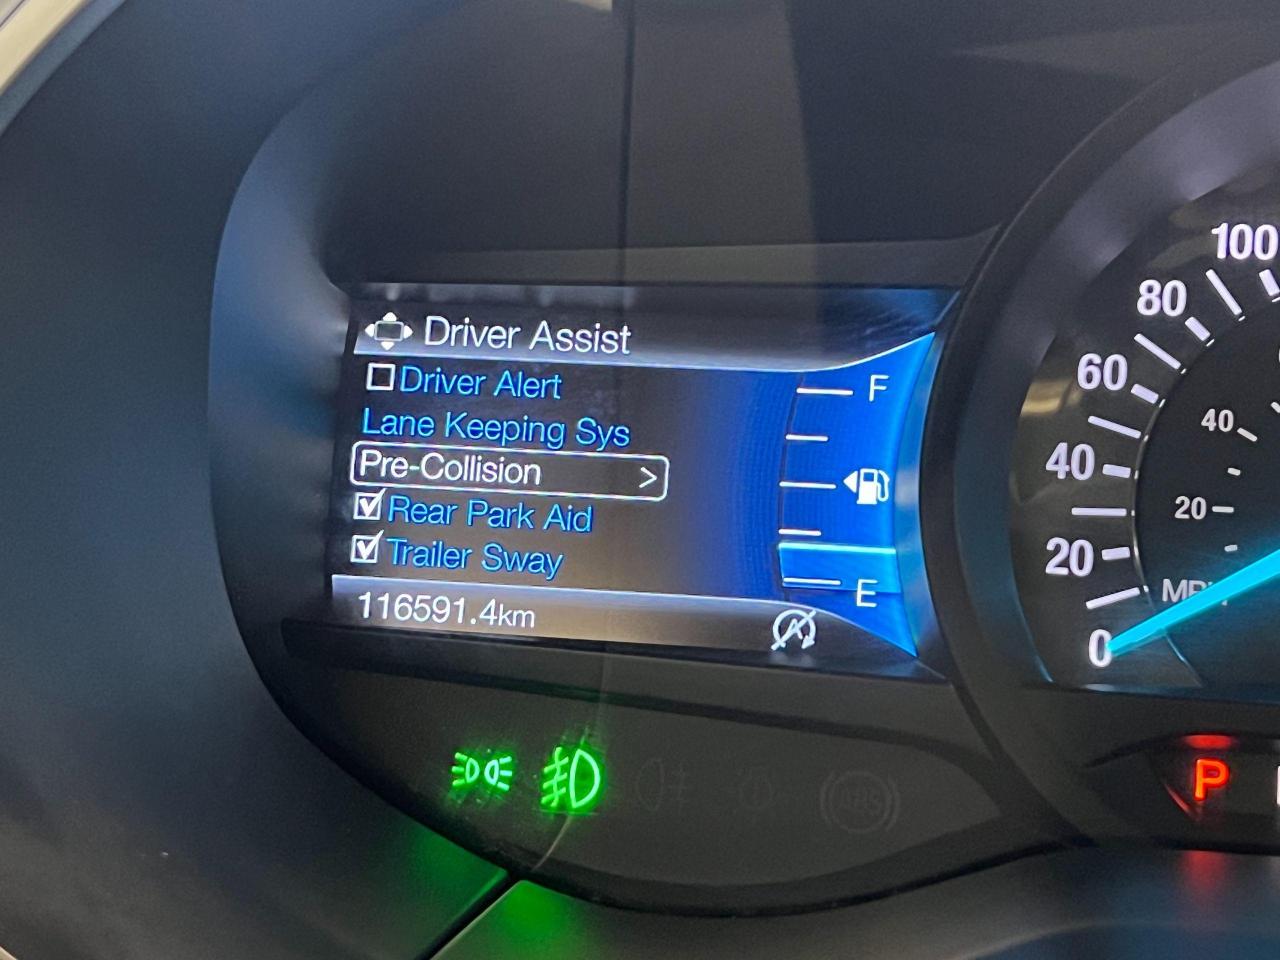 Driver Assist
Driver Alert
Lane Keeping Sys
Pre-Collision >
Rear Park Aid
Trailer Sway
116591.4km
F
E
A
100
80
60
40
20
0
40
20
P
ABS